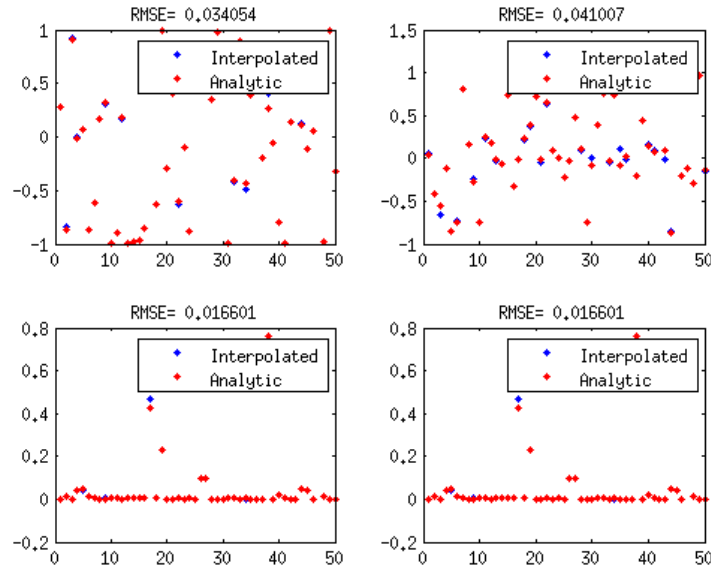 RMSE= 0.034054
1
0.5
0
-0.5
-1
0 10 20 30 40 50
Interpolated
Analytic
RMSE= 0.041007
1.5
1
0.5
0
-0.5
-1
0 10 20 30 40 50
Interpolated
Analytic
RMSE= 0.016601
0.8
0.6
0.4
0.2
0
-0.2
0 10 20 30 40 50
Interpolated
Analytic
RMSE= 0.016601
0.8
0.6
0.4
0.2
0
-0.2
0 10 20 30 40 50
Interpolated
Analytic